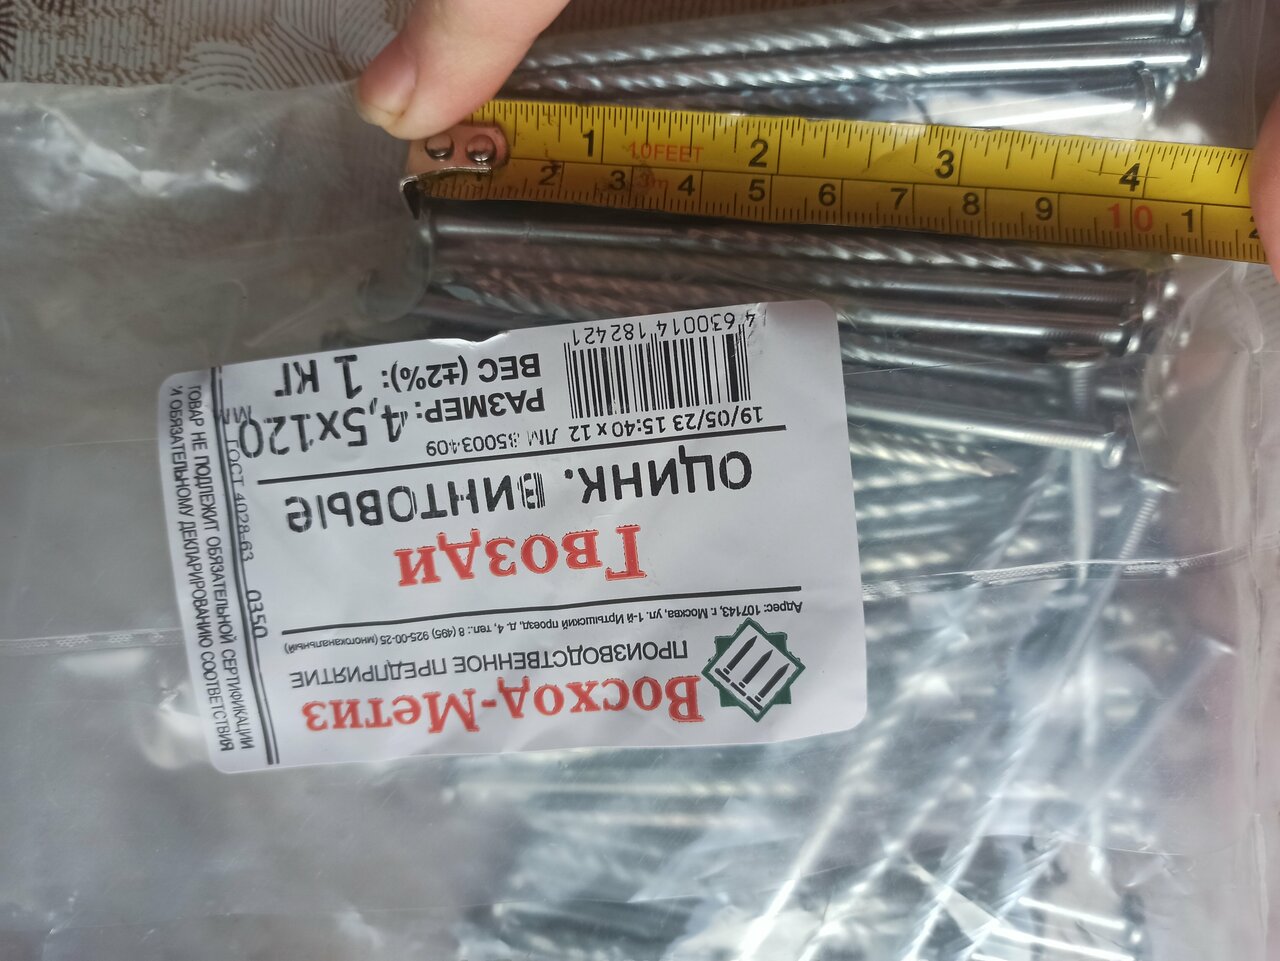 1 2 3 4
10FEET
2 3 4 5 6 7 8 9 10 1 2
3m
Восход-Метиз
ПРОИЗВОДСТВЕННОЕ ПРЕДПРИЯТИЕ
Адрес: 107143, г. Москва, ул. 1-й Иртышский проезд, д. 4, тел.: 8 (495) 925-00-25 (многоканальный)
Гвозди
ОЦИНК. ВИНТОВЫЕ
19/05/23 15:40 x 12 ЛМ 85003409
РАЗМЕР: 4,5x120 мм
ВЕС (±2%): 1 кг
4 630014 182421
ГОСТ 4028-63 0350
ТОВАР НЕ ПОДЛЕЖИТ ОБЯЗАТЕЛЬНОЙ СЕРТИФИКАЦИИ
И ОБЯЗАТЕЛЬНОМУ ДЕКЛАРИРОВАНИЮ СООТВЕТСТВИЯ